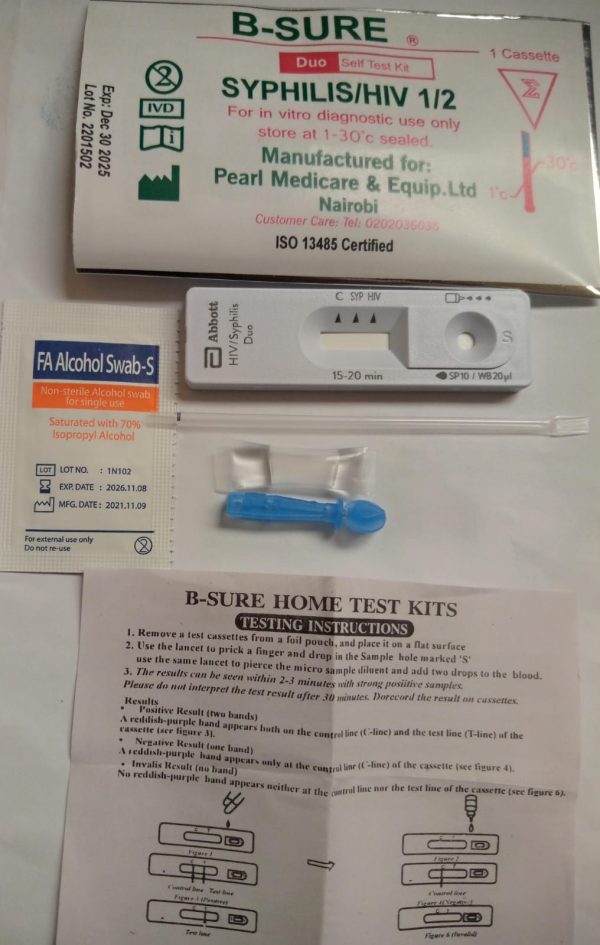 B-SURE ®
1 Cassette
Duo Self Test Kit
SYPHILIS/HIV 1/2
For in vitro diagnostic use only
store at 1-30°c sealed.
Manufactured for:
Pearl Medicare & Equip.Ltd
Nairobi
Customer Care: Tel: 0202036035
ISO 13485 Certified
Exp: Dec 30 2025
Lot No. 2201502
2
IVD
i
Σ
30°c
1°c
Abbott
HIV/Syphilis
Duo
C SYP HIV
15-20 min
S
SP10 / WB20µl
FA Alcohol Swab-S
Non-sterile Alcohol swab
for single use
Saturated with 70%
Isopropyl Alcohol
LOT LOT NO. : 1N102
EXP. DATE : 2026.11.08
MFG. DATE : 2021.11.09
For external use only
Do not re-use
2
B-SURE HOME TEST KITS
TESTING INSTRUCTIONS
1. Remove a test cassettes from a foil pouch, and place it on a flat surface
2. Use the lancet to prick a finger and drop in the Sample hole marked 'S'
use the same lancet to pierce the micro sample diluent and add two drops to the blood.
3. The results can be seen within 2-3 minutes with strong posiitive samples.
Please do not interpret the test result after 30 minutes. Dorecord the result on cassettes.
Results
• Positive Result (two bands)
A reddish-purple band appears both on the control line (C-line) and the test line (T-line) of the
cassette (see figure 3).
• Negative Result (one band)
A reddish-purple band appears only at the control line (C-line) of the cassette (see figure 4).
• Invalis Result (no band)
No reddish-purple band appears neither at the control line nor the test line of the cassette (see figure 6).
C T
Figure 1
Figure 2
Control line Test line
Control line
Figure 3 (Positive)
Figure 4(Negative)
Test line
Figure 6 (Invalid)